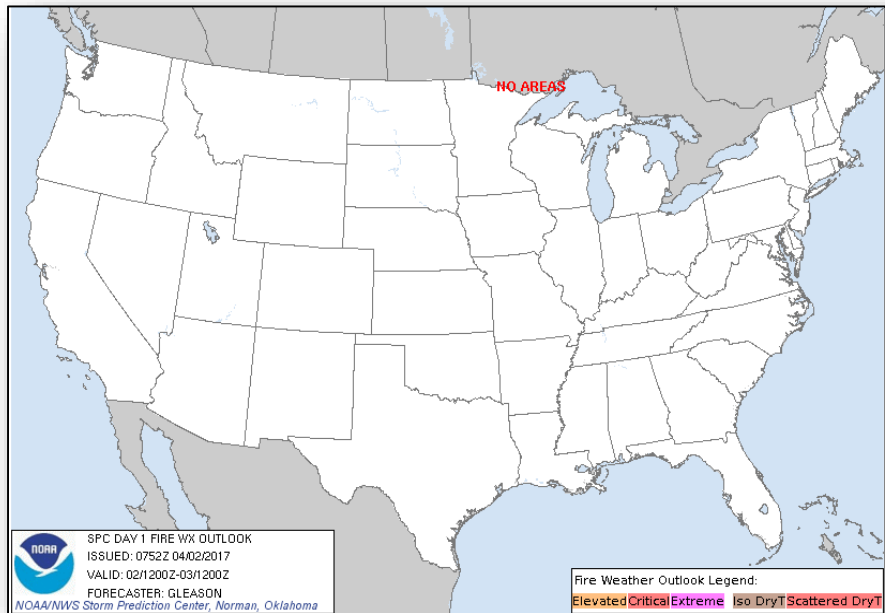 NO AREAS
SPC DAY 1 FIRE WX OUTLOOK
ISSUED: 0752Z 04/02/2017
VALID: 02/1200Z-03/1200Z
FORECASTER: GLEASON
NOAA/NWS Storm Prediction Center, Norman, Oklahoma
NOAA
Fire Weather Outlook Legend:
Elevated Critical Extreme Iso DryT Scattered DryT